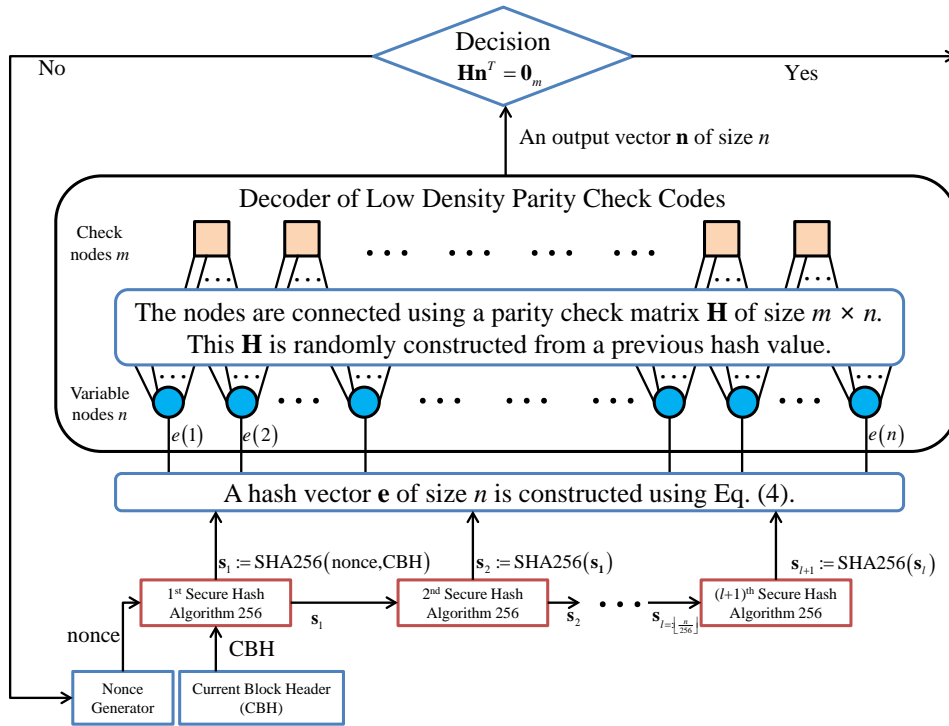 Decision
Hn^T = 0_m
No
Yes
An output vector n of size n
Decoder of Low Density Parity Check Codes
Check
nodes m
The nodes are connected using a parity check matrix H of size m × n.
This H is randomly constructed from a previous hash value.
Variable
nodes n
e(1)
e(2)
e(n)
A hash vector e of size n is constructed using Eq. (4).
s_1 := SHA256(nonce,CBH)
s_2 := SHA256(s_1)
s_{l+1} := SHA256(s_l)
1st Secure Hash
Algorithm 256
s_1
2nd Secure Hash
Algorithm 256
s_2
s_{l=:⌊n/256⌋}
(l+1)th Secure Hash
Algorithm 256
nonce
CBH
Nonce
Generator
Current Block Header
(CBH)